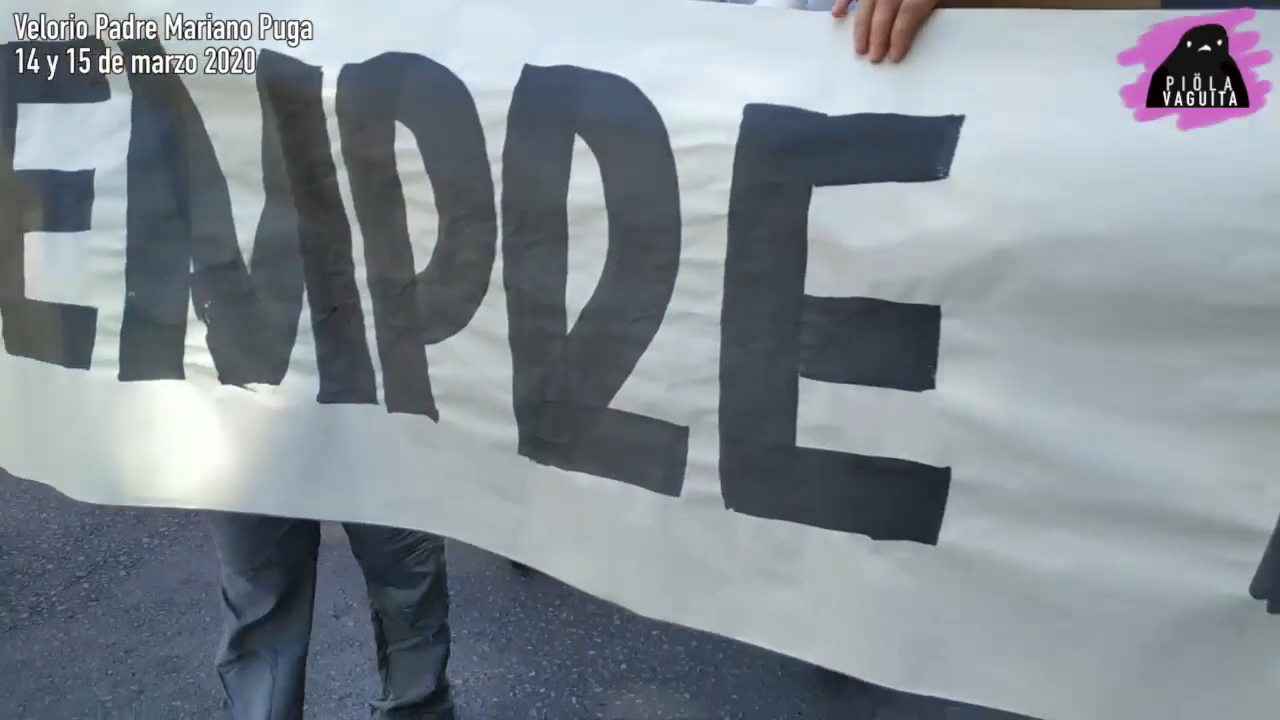 Velorio Padre Mariano Puga
14 y 15 de marzo 2020
PIÖLA
VAGUITA
EMPRE